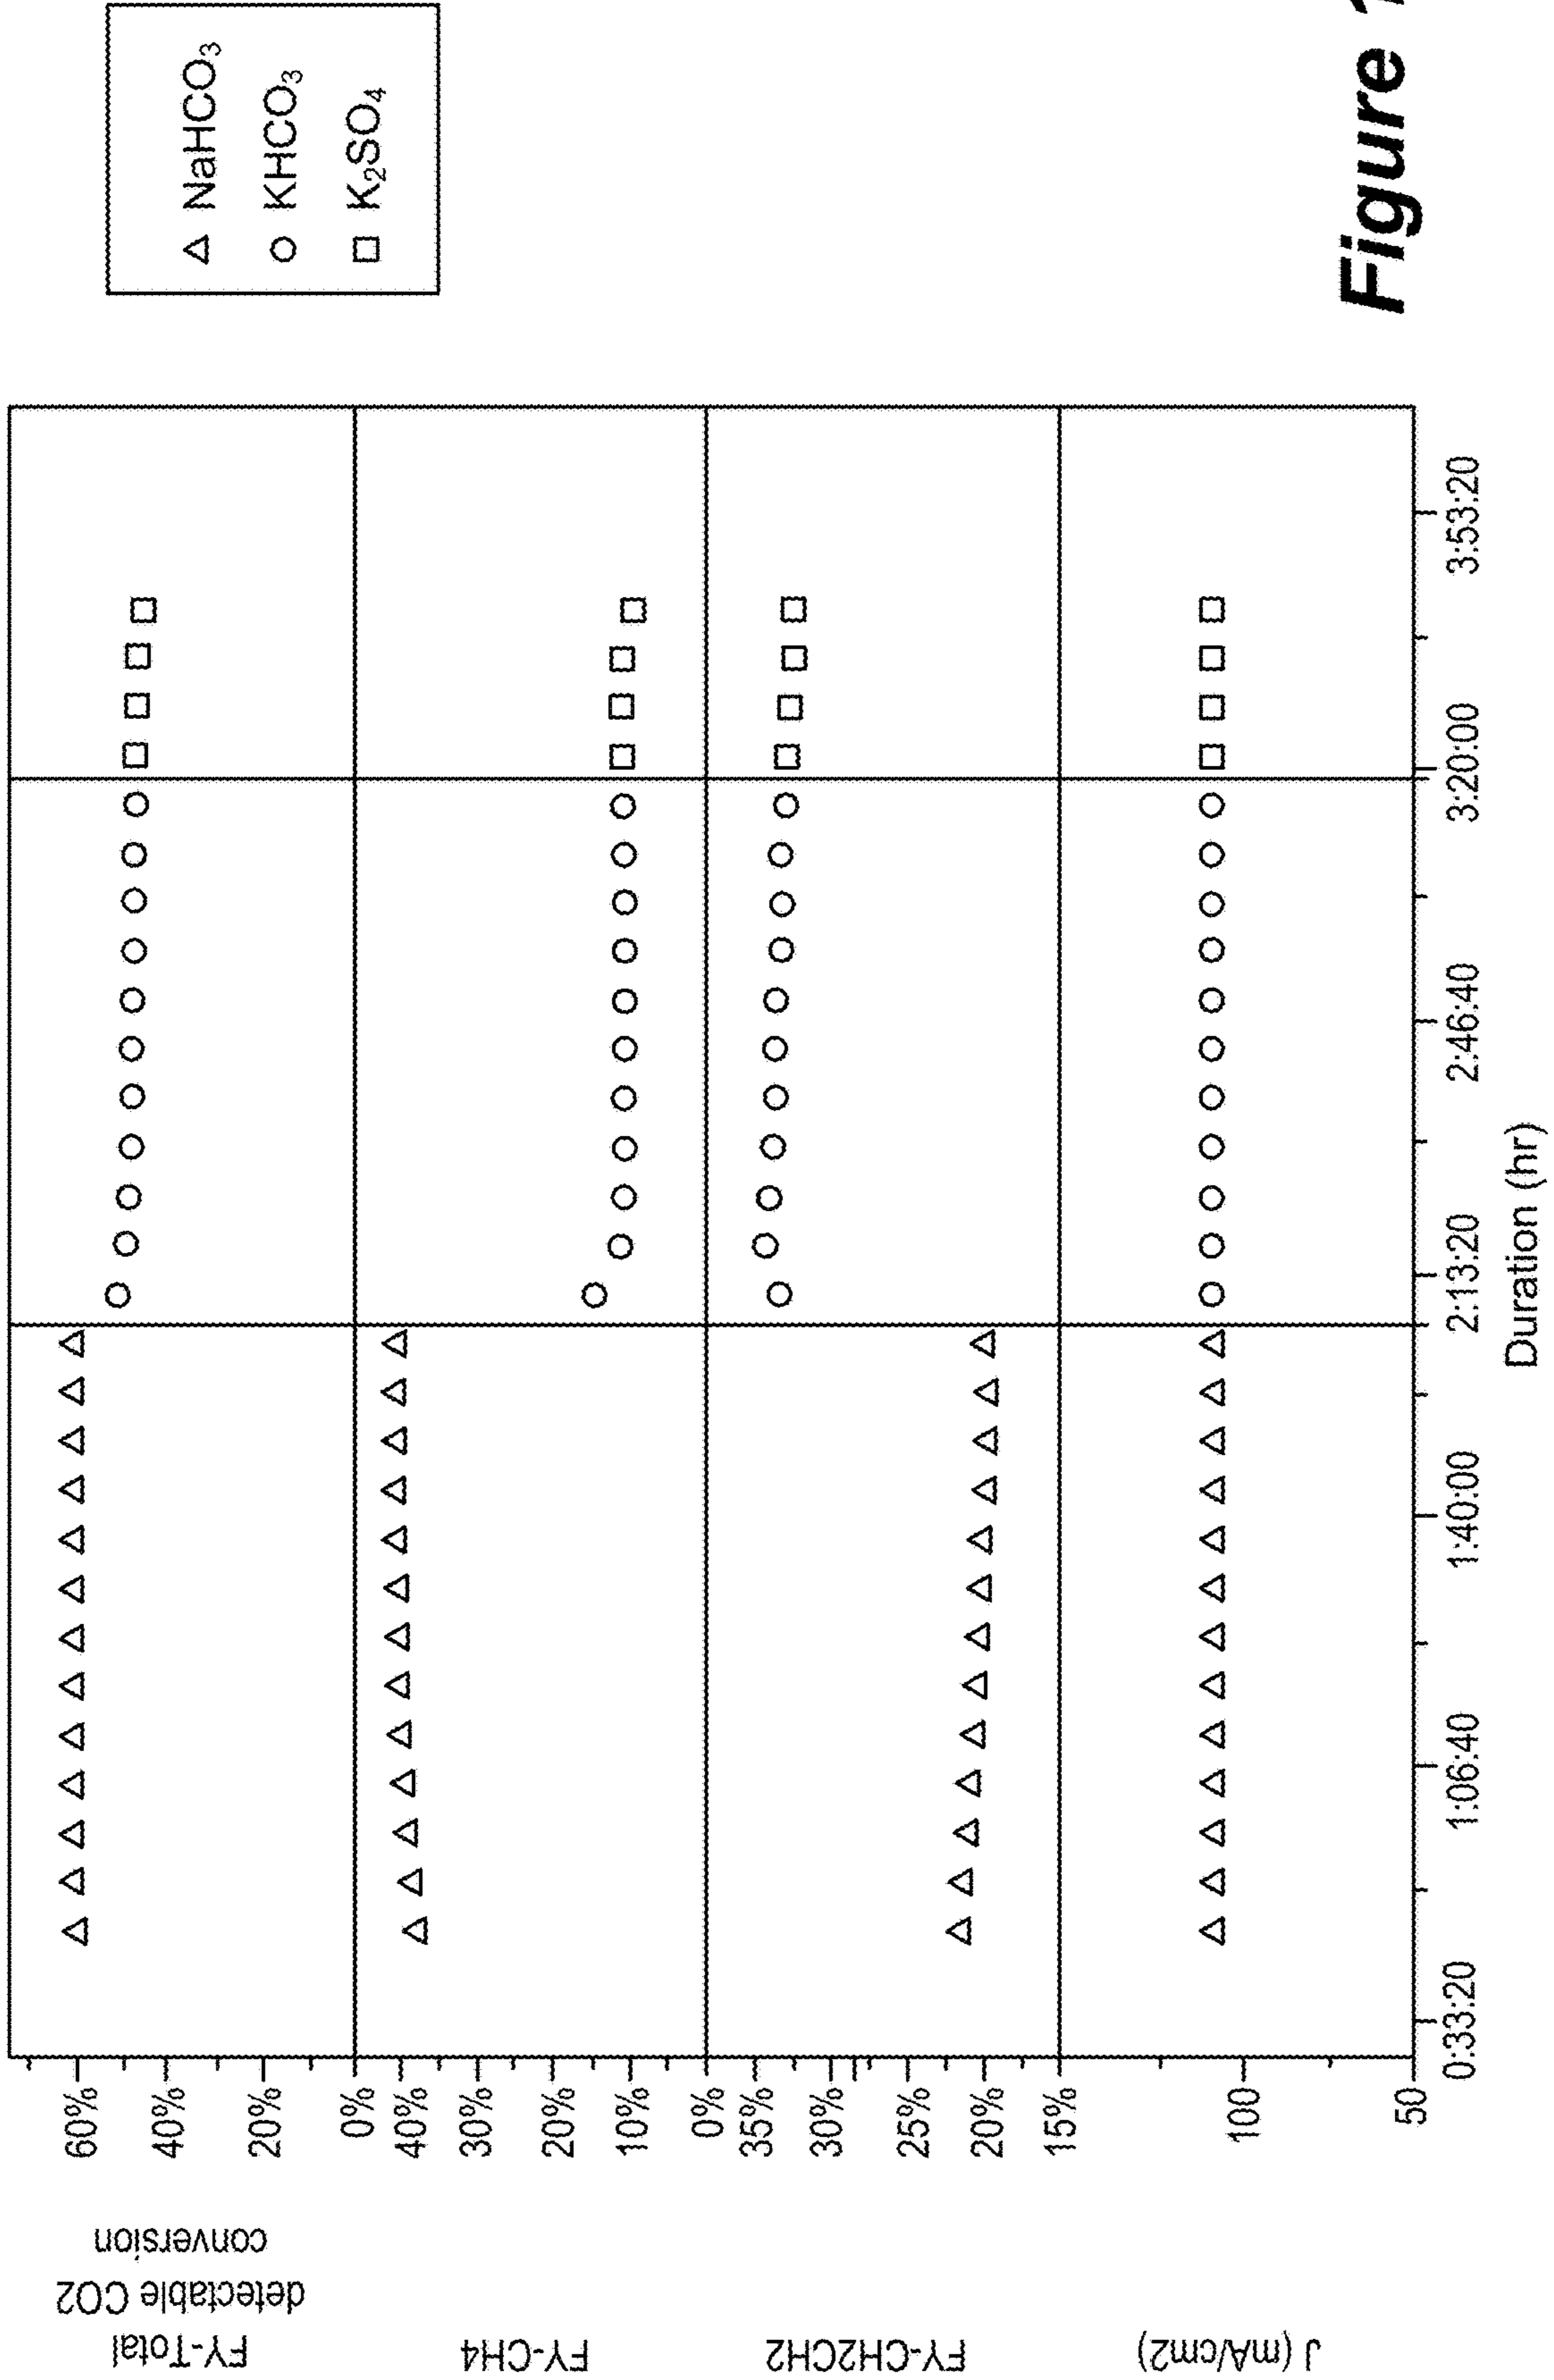 NaHCO₃
KHCO₃
K₂SO₄
FY-Total
detectable CO2
conversion
60%
40%
20%
0%
FY-CH4
40%
30%
20%
10%
0%
FY-CH2CH2
35%
30%
25%
20%
15%
J (mA/cm2)
100
50
0:33:20
1:06:40
1:40:00
2:13:20
2:46:40
3:20:00
3:53:20
Duration (hr)
Figure